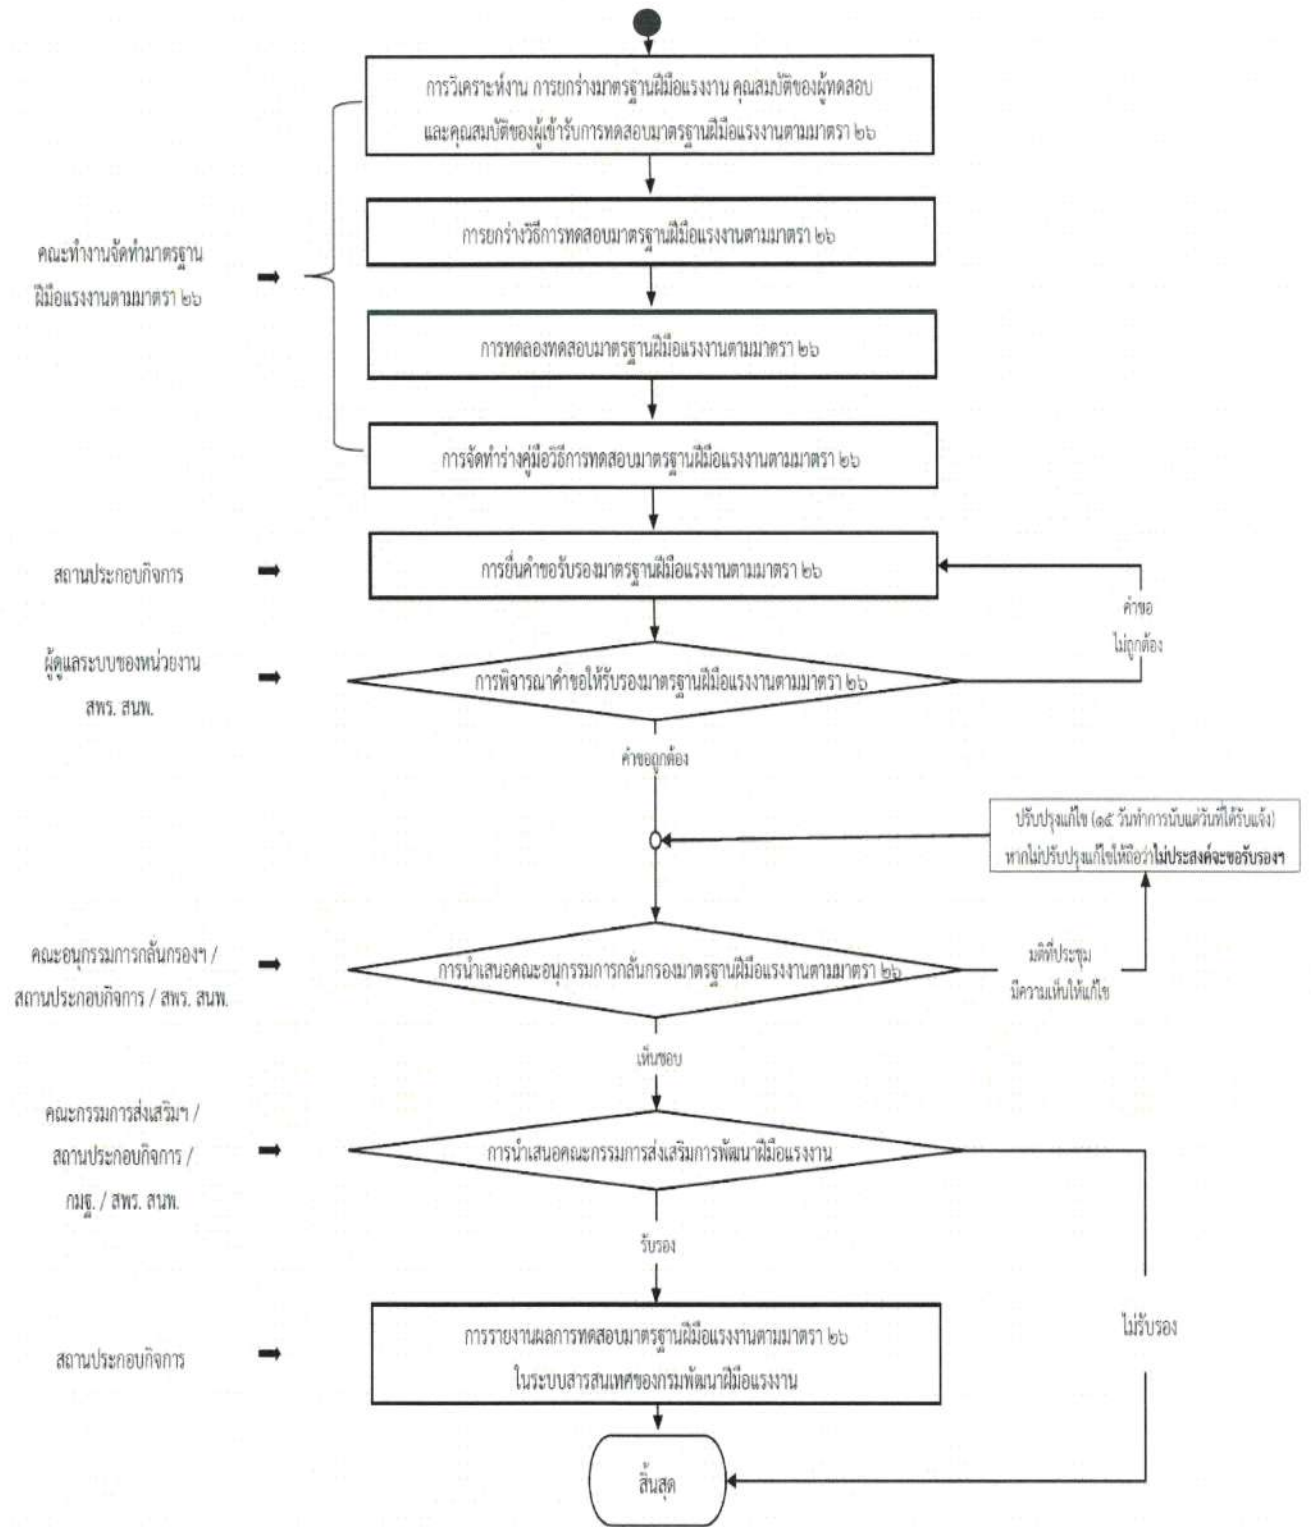 การวิเคราะห์งาน การยกร่างมาตรฐานฝีมือแรงงาน คุณสมบัติของผู้ทดสอบ
และคุณสมบัติของผู้เข้ารับการทดสอบมาตรฐานฝีมือแรงงานตามมาตรา ๒๖
การยกร่างวิธีการทดสอบมาตรฐานฝีมือแรงงานตามมาตรา ๒๖
คณะทำงานจัดทำมาตรฐาน
ฝีมือแรงงานตามมาตรา ๒๖
การทดลองทดสอบมาตรฐานฝีมือแรงงานตามมาตรา ๒๖
การจัดทำร่างคู่มือวิธีการทดสอบมาตรฐานฝีมือแรงงานตามมาตรา ๒๖
สถานประกอบกิจการ
การยื่นคำขอรับรองมาตรฐานฝีมือแรงงานตามมาตรา ๒๖
คำขอ
ไม่ถูกต้อง
ผู้ดูแลระบบของหน่วยงาน
สพร. สนพ.
การพิจารณาคำขอให้รับรองมาตรฐานฝีมือแรงงานตามมาตรา ๒๖
คำขอถูกต้อง
ปรับปรุงแก้ไข (๑๕ วันทำการนับแต่วันที่ได้รับแจ้ง)
หากไม่ปรับปรุงแก้ไขให้ถือว่าไม่ประสงค์จะขอรับรองฯ
คณะอนุกรรมการกลั่นกรองฯ /
สถานประกอบกิจการ / สพร. สนพ.
การนำเสนอคณะอนุกรรมการกลั่นกรองมาตรฐานฝีมือแรงงานตามมาตรา ๒๖
มติที่ประชุม
มีความเห็นให้แก้ไข
เห็นชอบ
คณะกรรมการส่งเสริมฯ /
สถานประกอบกิจการ /
กมฐ. / สพร. สนพ.
การนำเสนอคณะกรรมการส่งเสริมการพัฒนาฝีมือแรงงาน
รับรอง
ไม่รับรอง
สถานประกอบกิจการ
การรายงานผลการทดสอบมาตรฐานฝีมือแรงงานตามมาตรา ๒๖
ในระบบสารสนเทศของกรมพัฒนาฝีมือแรงงาน
สิ้นสุด